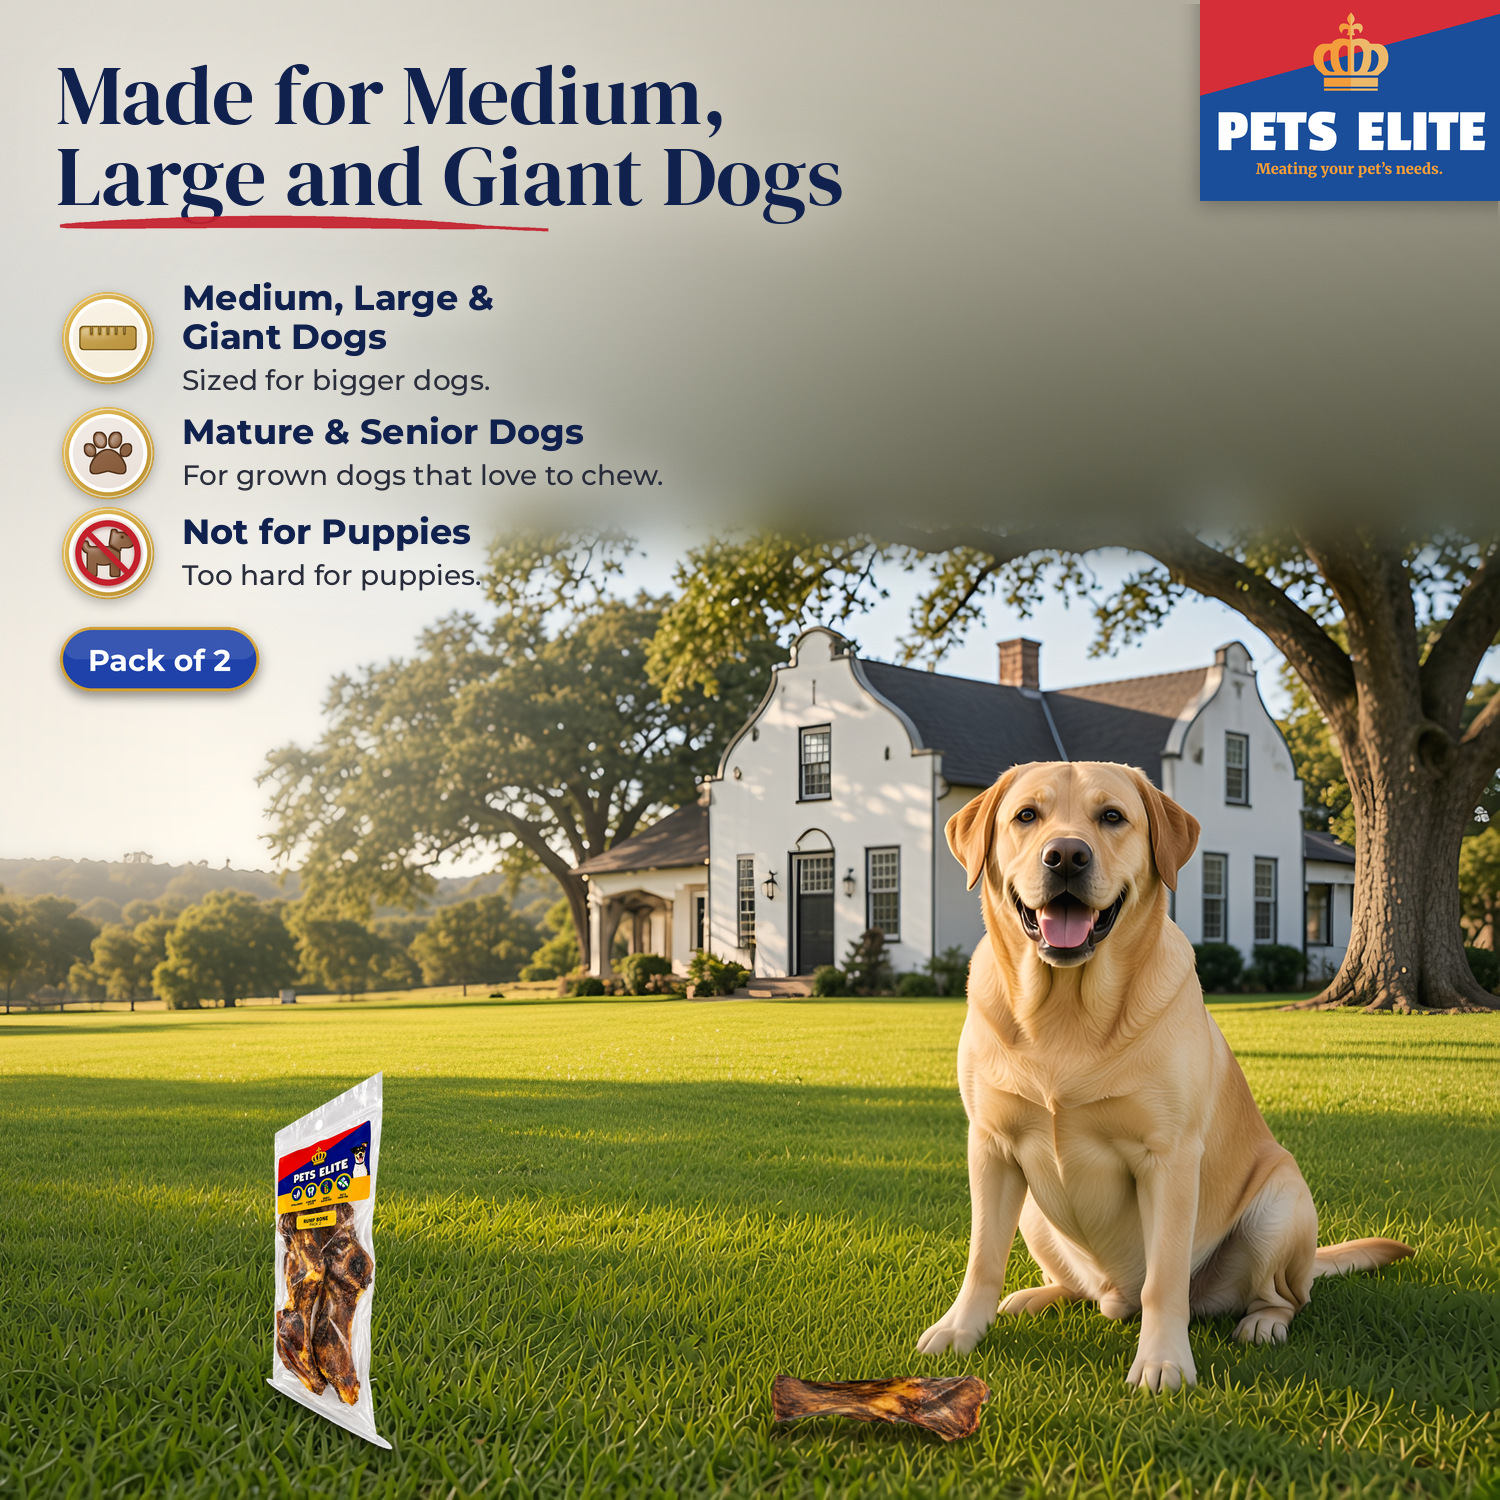 Made for Medium,
Large and Giant Dogs
PETS ELITE
Meating your pet's needs.
Medium, Large &
Giant Dogs
Sized for bigger dogs.
Mature & Senior Dogs
For grown dogs that love to chew.
Not for Puppies
Too hard for puppies.
Pack of 2
PETS ELITE
RUMP BONE